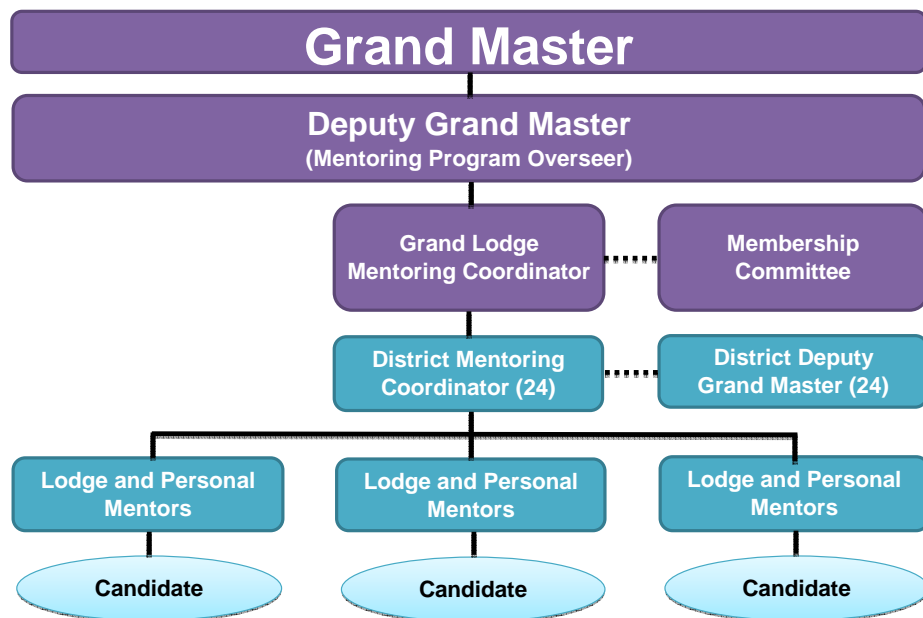 Grand Master
Deputy Grand Master
(Mentoring Program Overseer)
Grand Lodge
Mentoring Coordinator
Membership
Committee
District Mentoring
Coordinator (24)
District Deputy
Grand Master (24)
Lodge and Personal
Mentors
Lodge and Personal
Mentors
Lodge and Personal
Mentors
Candidate
Candidate
Candidate